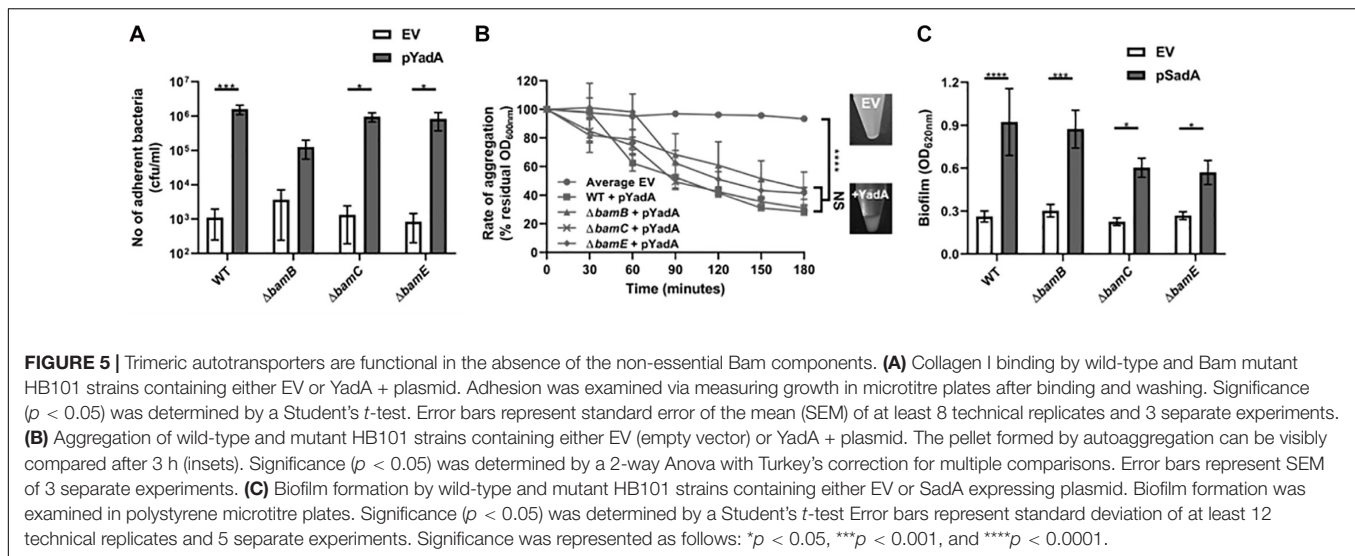 A
EV
pYadA
No of adherent bacteria
(cfu/ml)
10⁷
10⁶
10⁵
10⁴
10³
10²
***
*
*
WT
ΔbamB
ΔbamC
ΔbamE
B
Rate of aggregation
(% residual OD600nm)
120
100
80
60
40
20
0
Average EV
WT + pYadA
ΔbamB + pYadA
ΔbamC + pYadA
ΔbamE + pYadA
0 30 60 90 120 150 180
Time (minutes)
NS
****
EV
+YadA
C
EV
pSadA
Biofilm (OD620nm)
1.2
0.9
0.6
0.3
0.0
****
***
*
*
WT
ΔbamB
ΔbamC
ΔbamE
FIGURE 5 | Trimeric autotransporters are functional in the absence of the non-essential Bam components. (A) Collagen I binding by wild-type and Bam mutant
HB101 strains containing either EV or YadA + plasmid. Adhesion was examined via measuring growth in microtitre plates after binding and washing. Significance
(p < 0.05) was determined by a Student's t-test. Error bars represent standard error of the mean (SEM) of at least 8 technical replicates and 3 separate experiments.
(B) Aggregation of wild-type and mutant HB101 strains containing either EV (empty vector) or YadA + plasmid. The pellet formed by autoaggregation can be visibly
compared after 3 h (insets). Significance (p < 0.05) was determined by a 2-way Anova with Turkey's correction for multiple comparisons. Error bars represent SEM
of 3 separate experiments. (C) Biofilm formation by wild-type and mutant HB101 strains containing either EV or SadA expressing plasmid. Biofilm formation was
examined in polystyrene microtitre plates. Significance (p < 0.05) was determined by a Student's t-test Error bars represent standard deviation of at least 12
technical replicates and 5 separate experiments. Significance was represented as follows: *p < 0.05, ***p < 0.001, and ****p < 0.0001.